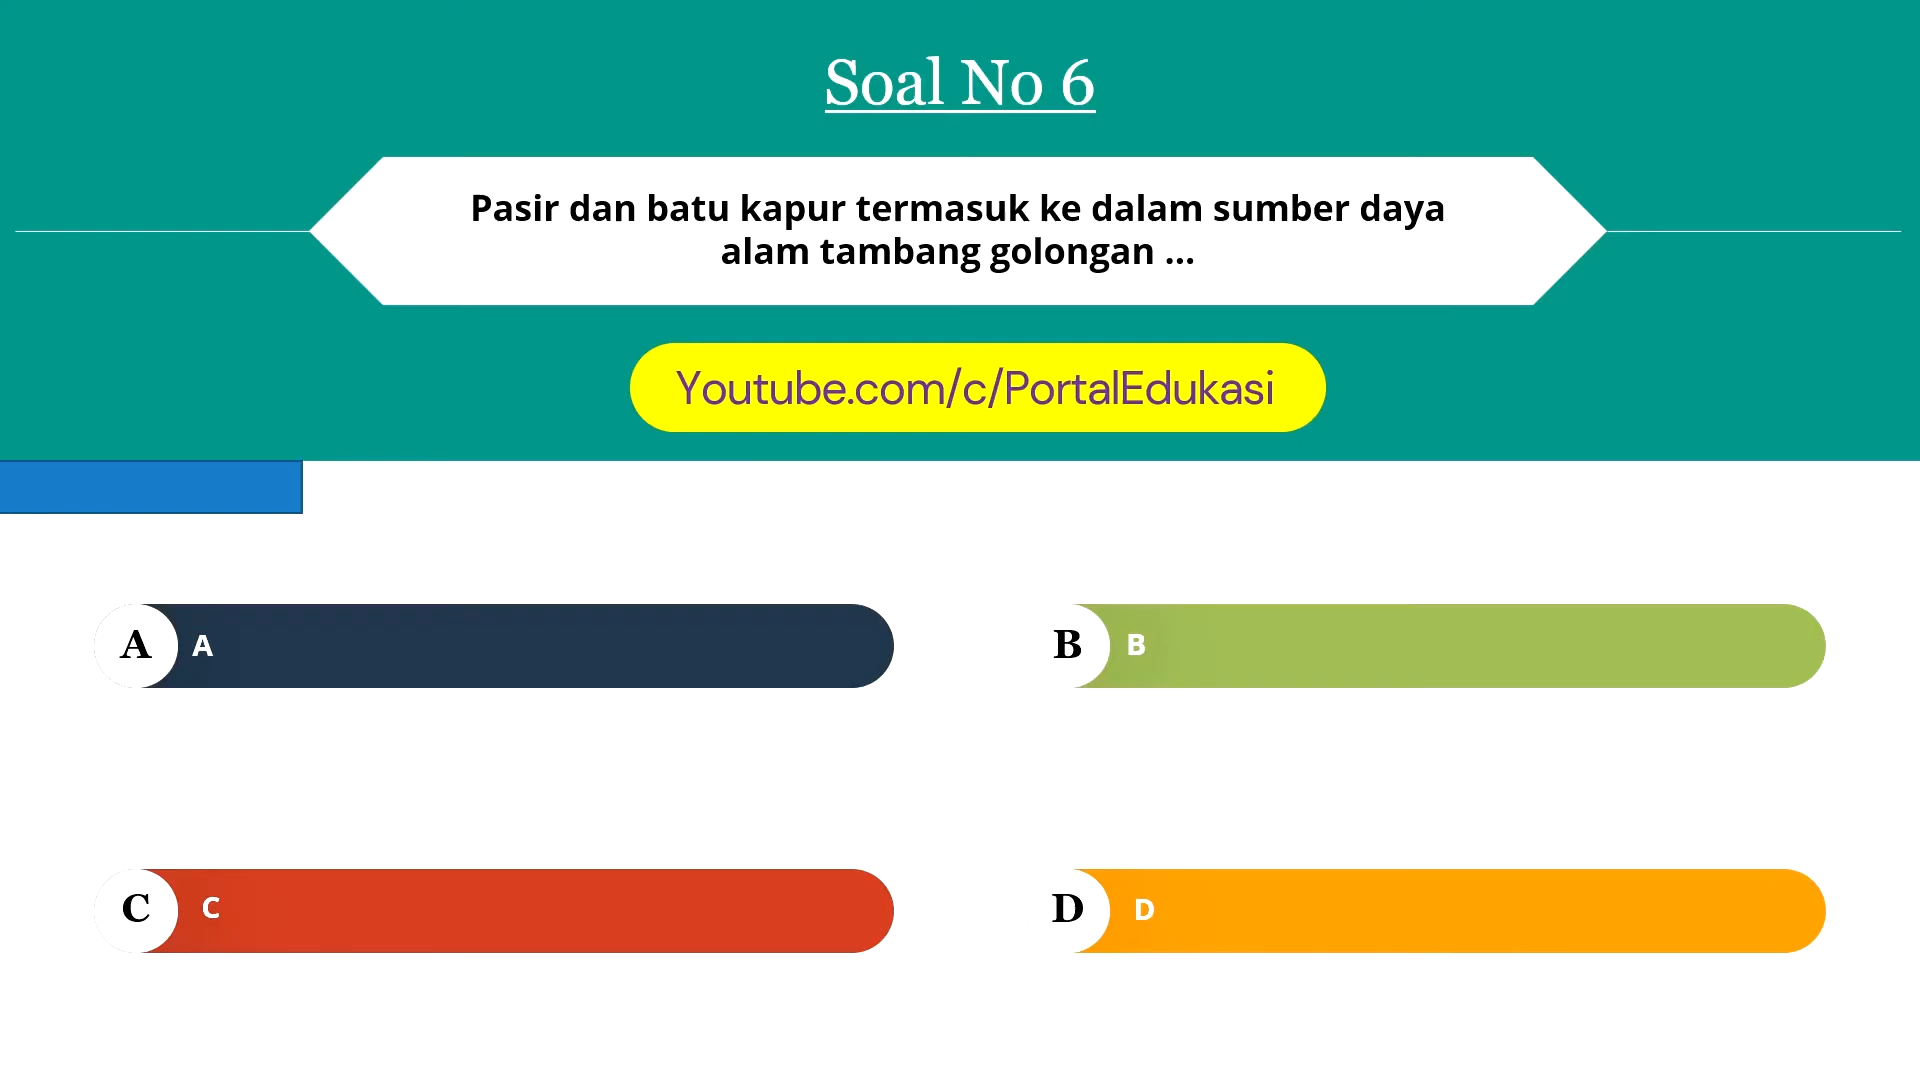 Soal No 6
Pasir dan batu kapur termasuk ke dalam sumber daya
alam tambang golongan ...
Youtube.com/c/PortalEdukasi
A A
B B
C C
D D